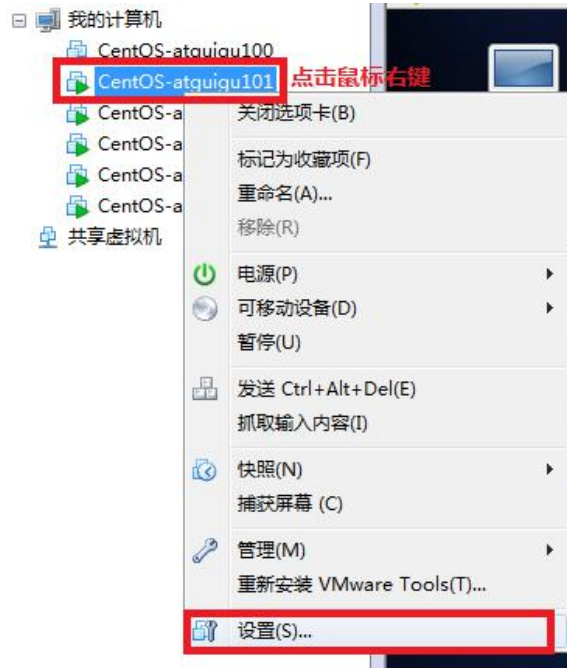 我的计算机
CentOS-atguigu100
CentOS-atguigu101 点击鼠标右键
CentOS-a
CentOS-a
CentOS-a
CentOS-a
共享虚拟机
关闭选项卡(B)
标记为收藏项(F)
重命名(A)...
移除(R)
电源(P)
可移动设备(D)
暂停(U)
发送 Ctrl+Alt+Del(E)
抓取输入内容(I)
快照(N)
捕获屏幕 (C)
管理(M)
重新安装 VMware Tools(T)...
设置(S)...